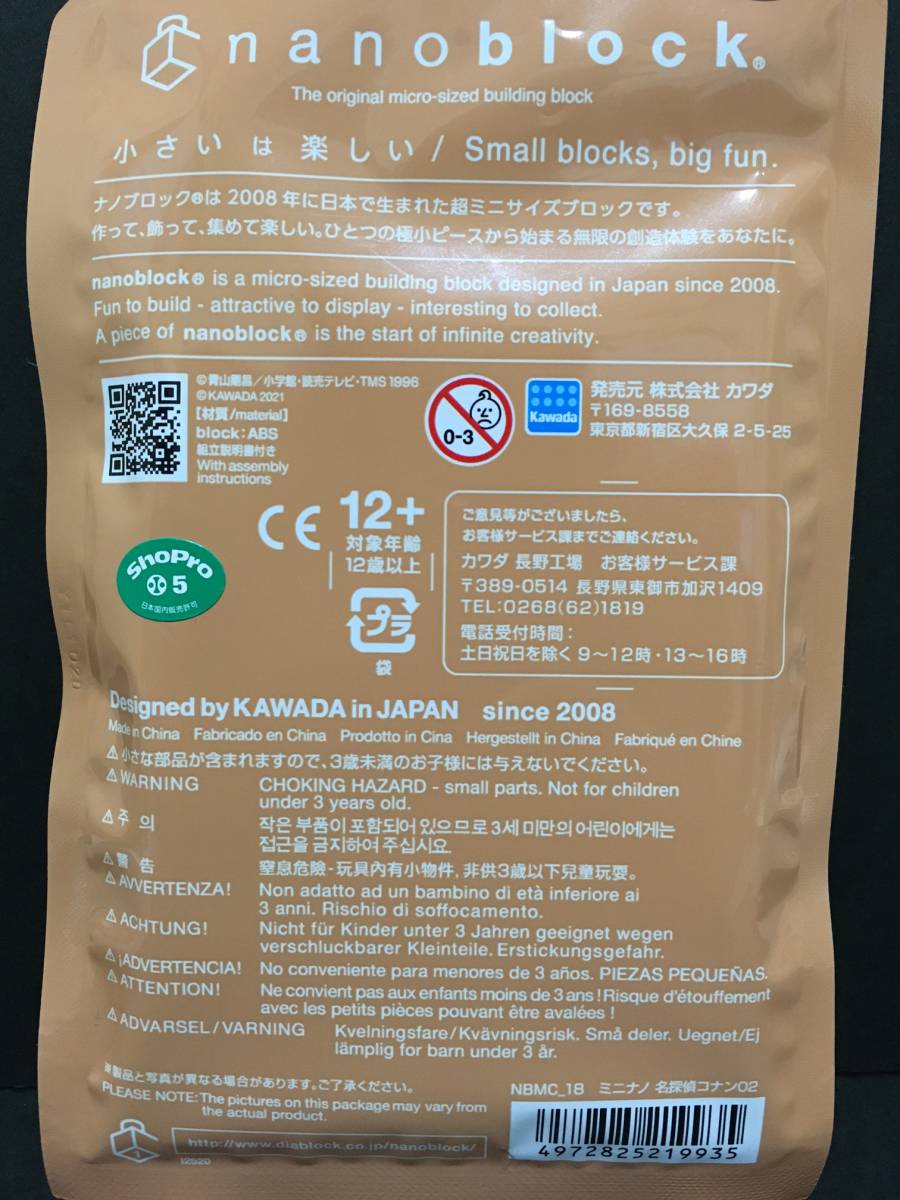 nanoblock®
The original micro-sized building block
小さいは楽しい / Small blocks, big fun.
ナノブロック®は2008年に日本で生まれた超ミニサイズブロックです。
作って、飾って、集めて楽しい。ひとつの極小ピースから始まる無限の創造体験をあなたに。
nanoblock® is a micro-sized building block designed in Japan since 2008.
Fun to build - attractive to display - interesting to collect.
A piece of nanoblock® is the start of infinite creativity.
©青山剛昌/小学館・読売テレビ・TMS 1996
©KAWADA 2021
【材質/material】
block:ABS
組立説明書付き
With assembly
instructions
0-3
Kawada
発売元 株式会社 カワダ
〒169-8558
東京都新宿区大久保 2-5-25
CE
12+
対象年齢
12歳以上
プラ
袋
ShoPro
5
日本国内販売許可
ご意見等がございましたら、
お客様サービス課までご連絡ください。
カワダ 長野工場 お客様サービス課
〒389-0514 長野県東御市加沢1409
TEL:0268(62)1819
電話受付時間:
土日祝日を除く 9〜12時・13〜16時
Designed by KAWADA in JAPAN since 2008
Made in China Fabricado en China Prodotto in Cina Hergestellt in China Fabriqué en Chine
⚠小さな部品が含まれますので、3歳未満のお子様には与えないでください。
⚠WARNING CHOKING HAZARD - small parts. Not for children
under 3 years old.
⚠주 의 작은 부품이 포함되어 있으므로 3세 미만의 어린이에게는
접근을 금지하여 주십시요
⚠警 告 窒息危險-玩具內有小物件，非供3歲以下兒童玩耍。
⚠AVVERTENZA! Non adatto ad un bambino di età inferiore ai
3 anni. Rischio di soffocamento.
⚠ACHTUNG! Nicht für Kinder unter 3 Jahren geeignet wegen
verschluckbarer Kleinteile. Erstickungsgefahr.
⚠¡ADVERTENCIA! No conveniente para menores de 3 años. PIEZAS PEQUEÑAS.
⚠ATTENTION! Ne convient pas aux enfants moins de 3 ans ! Risque d'étouffement
avec les petits pièces pouvant être avalées !
⚠ADVARSEL/VARNING Kvelningsfare/Kvävningsrisk. Små deler. Uegnet/Ej
lämplig for barn under 3 år.
※製品と写真が異なる場合があります。ご了承ください。
PLEASE NOTE: The pictures on this package may vary from
the actual product.
http://www.diablock.co.jp/nanoblock/
I2S20
NBMC_18 ミニナノ 名探偵コナン02
4972825219935